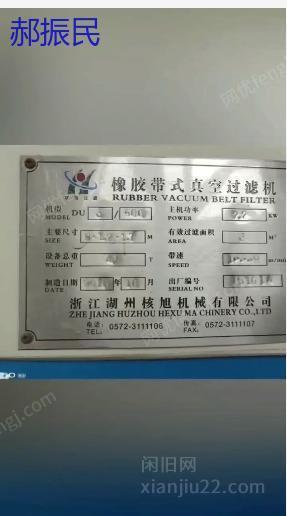 郝振民
橡胶带式真空过滤机
RUBBER VACUUM BELT FILTER
机型 MODEL DU
主机功率 POWER KW
主要尺寸 SIZE M
有效过滤面积 AREA M²
设备总重 WEIGHT T
带速 SPEED
制造日期 DATE 年 月
出厂编号 SERIAL NO
浙江湖州核旭机械有限公司
ZHE JIANG HUZHOU HEXU MA CHINERY CO.,LTD
电话: TEL: 0572-3111106 传真: FAX: 0572-3111107
闲旧网
xianjiu22.com